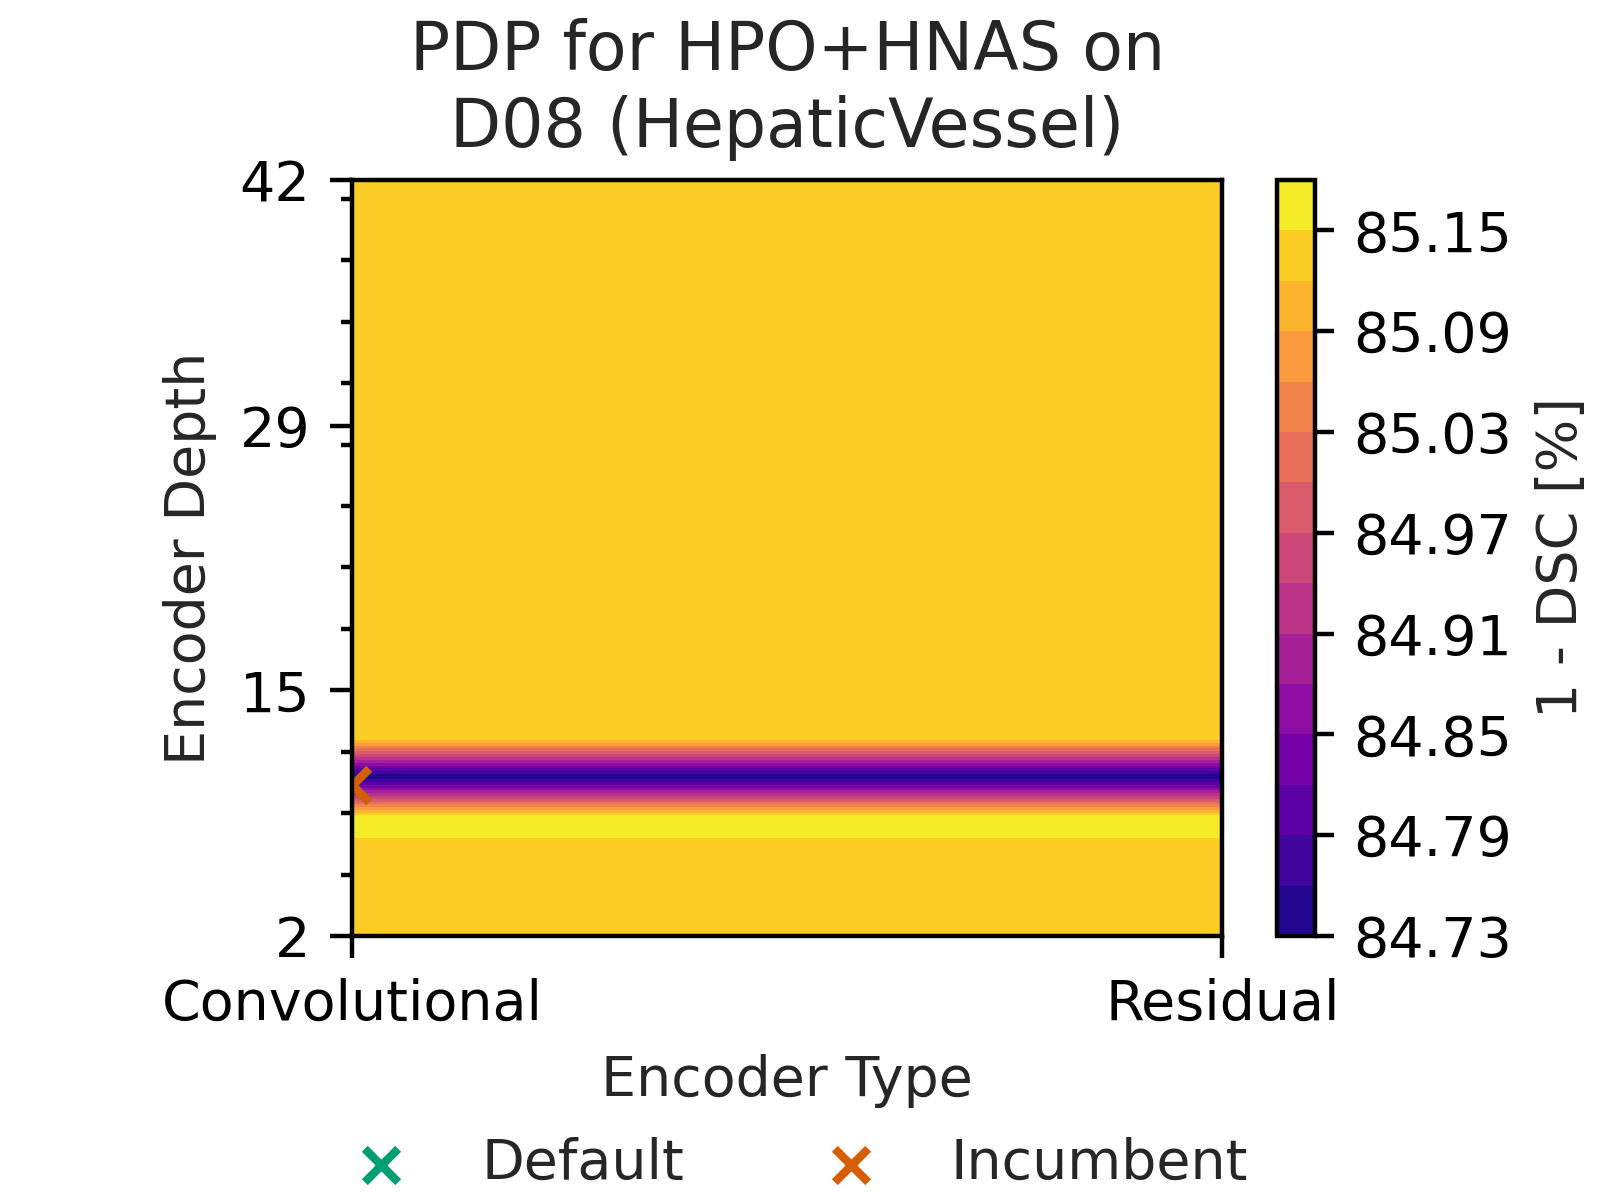 PDP for HPO+HNAS on
D08 (HepaticVessel)
42
29
15
2
Encoder Depth
Convolutional
Residual
Encoder Type
85.15
85.09
85.03
84.97
84.91
84.85
84.79
84.73
1 - DSC [%]
Default
Incumbent